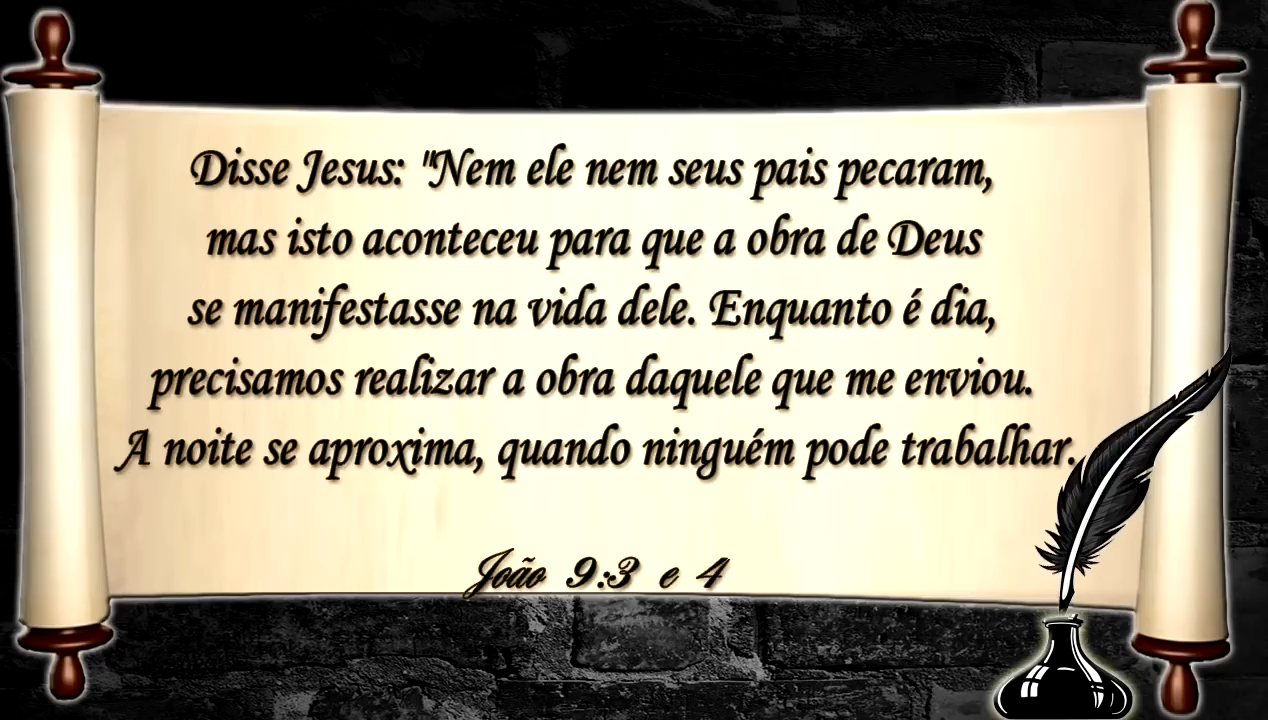 Disse Jesus: "Nem ele nem seus pais pecaram,
mas isto aconteceu para que a obra de Deus
se manifestasse na vida dele. Enquanto é dia,
precisamos realizar a obra daquele que me enviou.
A noite se aproxima, quando ninguém pode trabalhar.
João 9:3 e 4